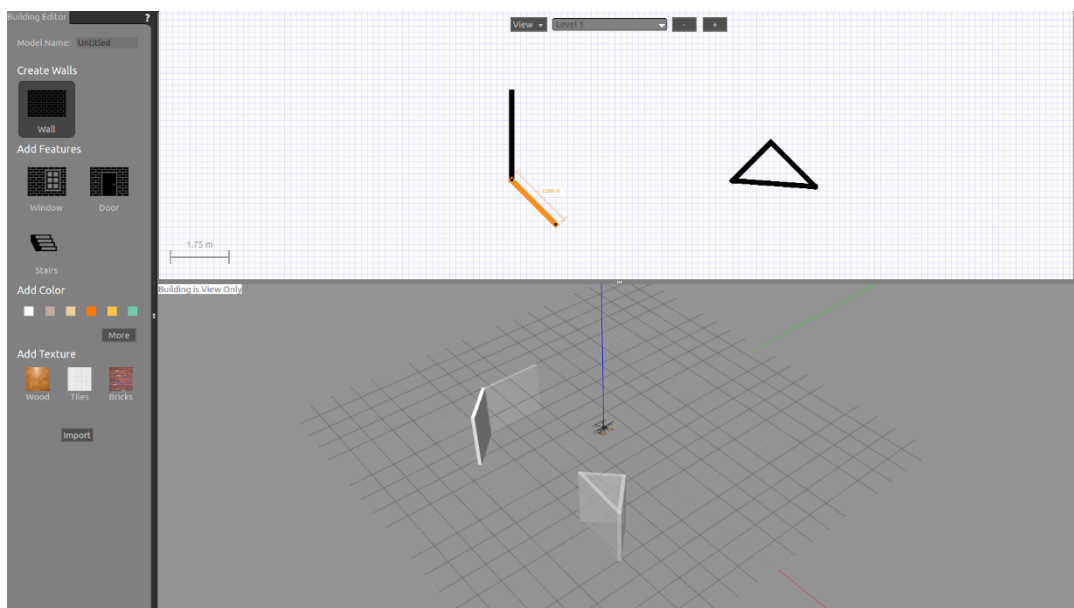 Building Editor
?
Model Name: Untitled
Create Walls
Wall
Add Features
Window Door
Stairs
Add Color
More
Add Texture
Wood Tiles Bricks
Import
View Level 1 - +
1.75 m
Building is View Only